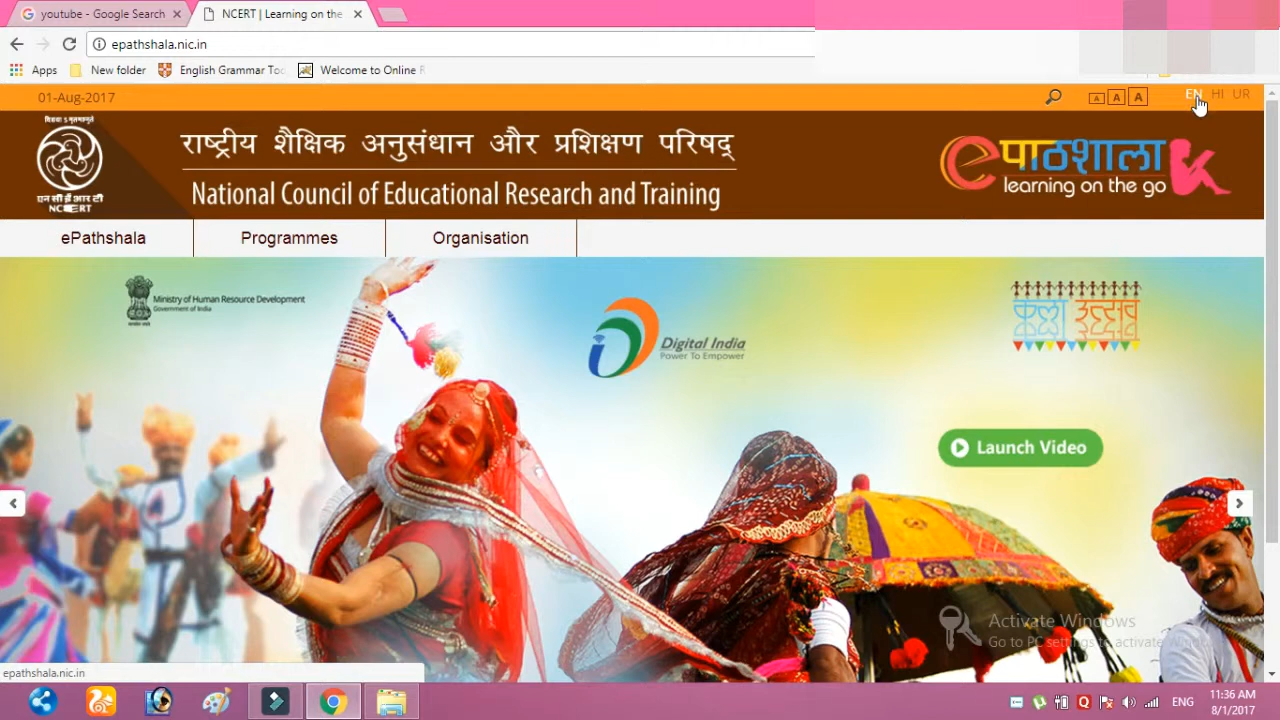 youtube - Google Search
NCERT | Learning on the
epathshala.nic.in
Apps
New folder
English Grammar Too
Welcome to Online R
01-Aug-2017
A A A
EN HI UR
राष्ट्रीय शैक्षिक अनुसंधान और प्रशिक्षण परिषद्
National Council of Educational Research and Training
एन सी ई आर टी
NCERT
ePाठशाला
learning on the go
ePathshala
Programmes
Organisation
Ministry of Human Resource Development
Government of India
Digital India
Power To Empower
कला उत्सव
Launch Video
Activate Windows
Go to PC settings to activate Windows
epathshala.nic.in
ENG
11:36 AM
8/1/2017